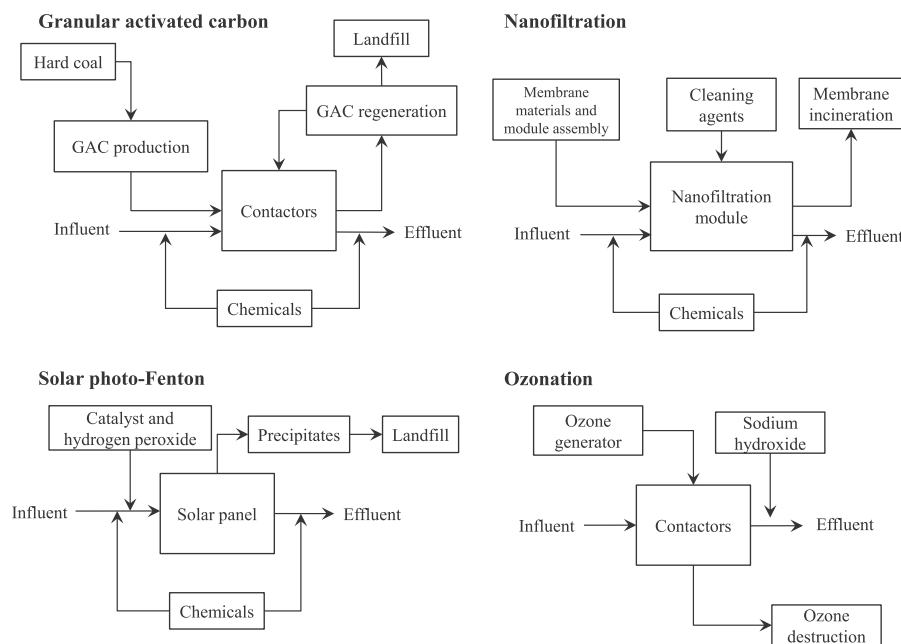 Granular activated carbon
Hard coal
Landfill
GAC production
GAC regeneration
Contactors
Influent
Effluent
Chemicals
Nanofiltration
Membrane
materials and
module assembly
Cleaning
agents
Membrane
incineration
Nanofiltration
module
Influent
Effluent
Chemicals
Solar photo-Fenton
Catalyst and
hydrogen peroxide
Precipitates
Landfill
Influent
Solar panel
Effluent
Chemicals
Ozonation
Ozone
generator
Sodium
hydroxide
Influent
Contactors
Effluent
Ozone
destruction